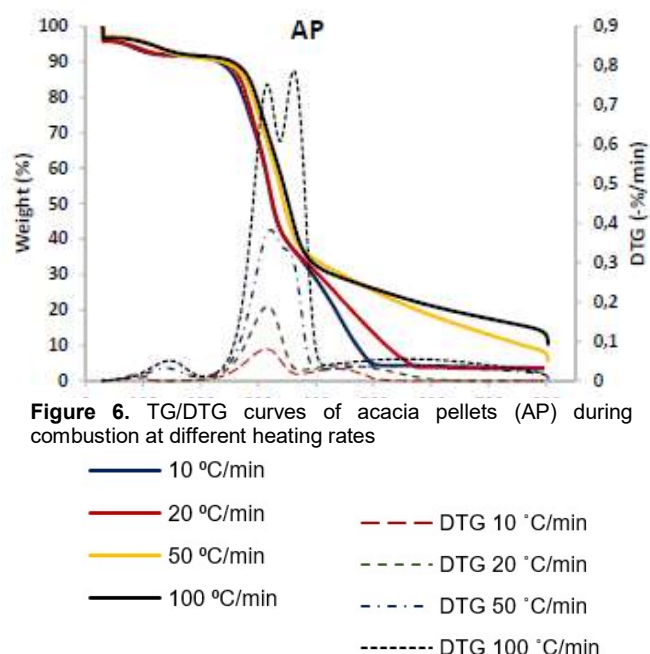 AP
100
90
80
70
60
50
40
30
20
10
0
Weight (%)
0,9
0,8
0,7
0,6
0,5
0,4
0,3
0,2
0,1
0
DTG (-%/min)
Figure 6. TG/DTG curves of acacia pellets (AP) during
combustion at different heating rates
10 ºC/min
20 ºC/min
50 ºC/min
100 ºC/min
DTG 10 ˚C/min
DTG 20 ˚C/min
DTG 50 ˚C/min
DTG 100 ˚C/min